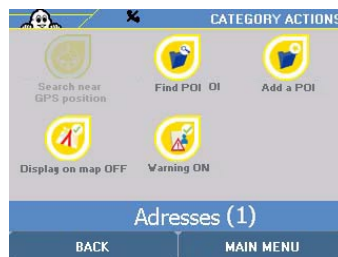 CATEGORY ACTIONS
Search near
GPS position
Find POI OI
Add a POI
Display on map OFF
Warning ON
Adresses (1)
BACK
MAIN MENU